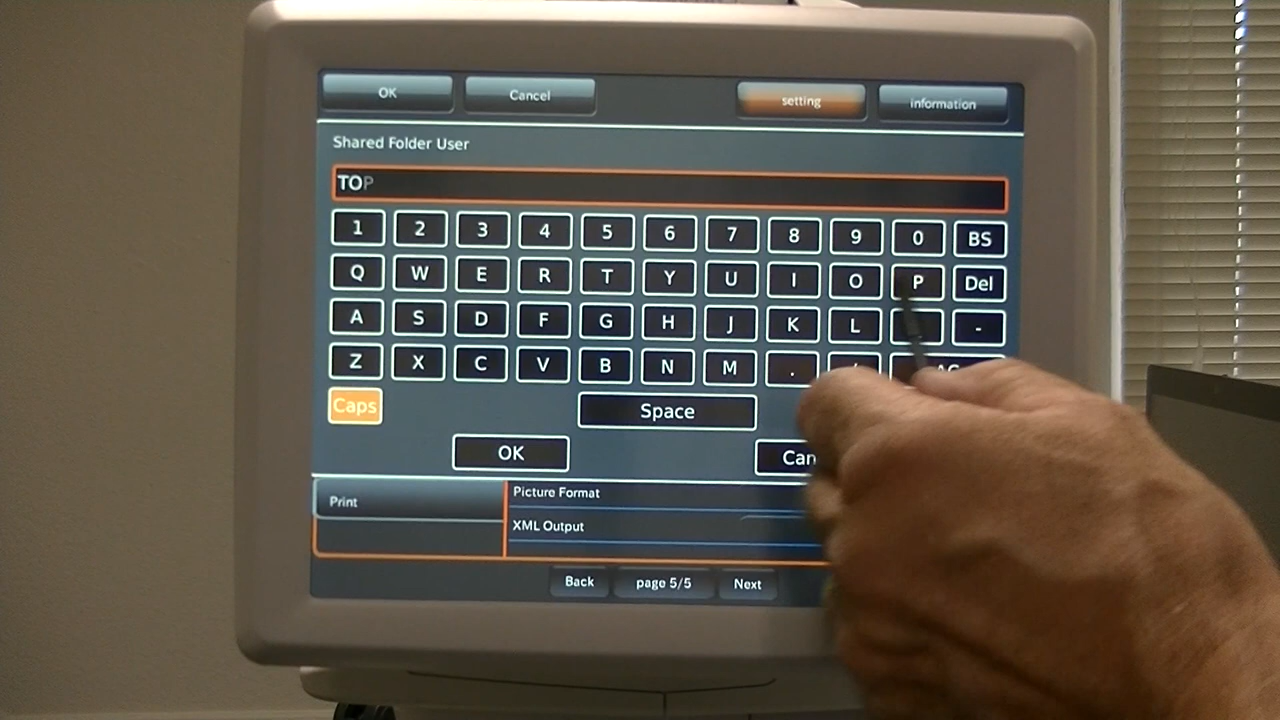 OK Cancel setting information
Shared Folder User
TOP
1 2 3 4 5 6 7 8 9 0 BS
Q W E R T Y U I O P Del
A S D F G H J K L -
Z X C V B N M .
Caps Space
OK Can
Print
Picture Format
XML Output
Back page 5/5 Next